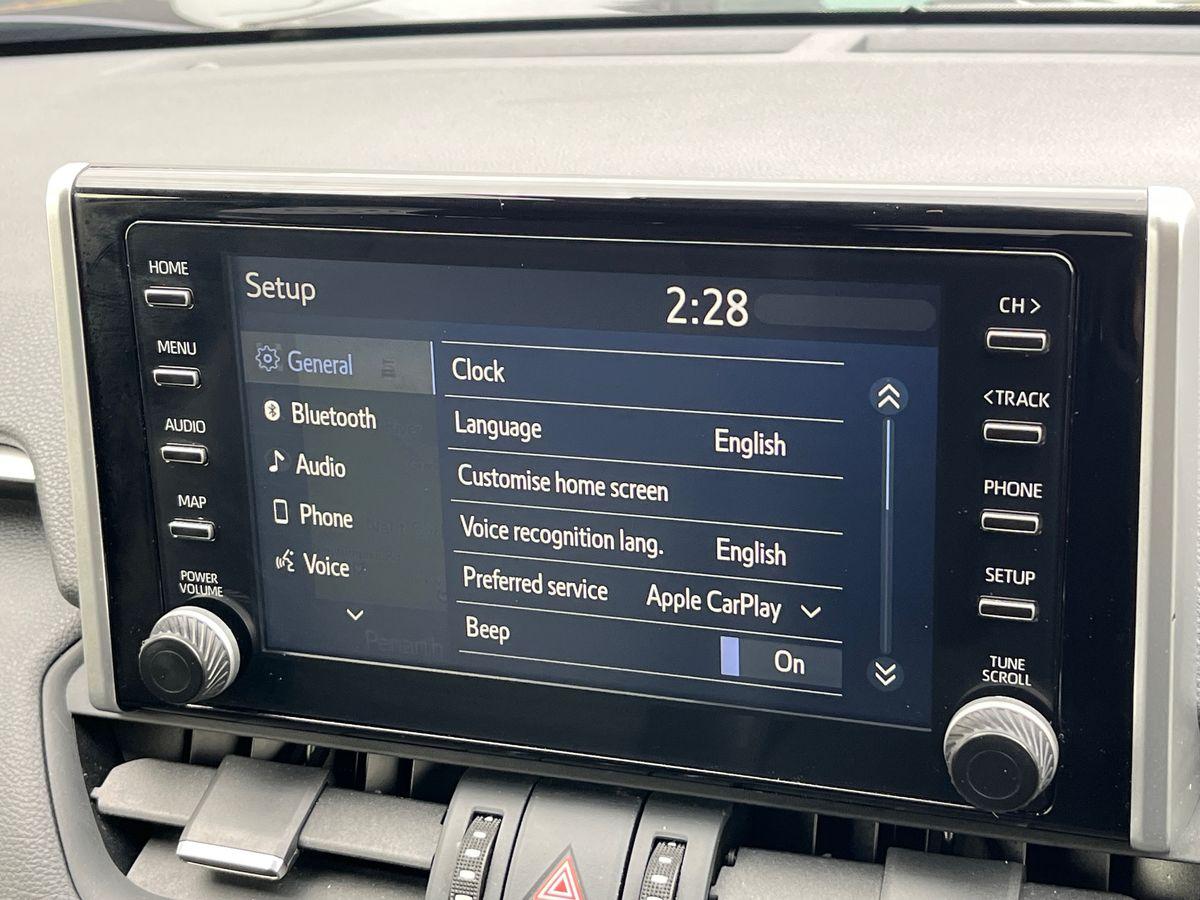 HOME
MENU
AUDIO
MAP
POWER
VOLUME
Setup
2:28
General
Bluetooth
Audio
Phone
Voice
Clock
Language English
Customise home screen
Voice recognition lang. English
Preferred service Apple CarPlay
Beep On
CH >
<TRACK
PHONE
SETUP
TUNE
SCROLL